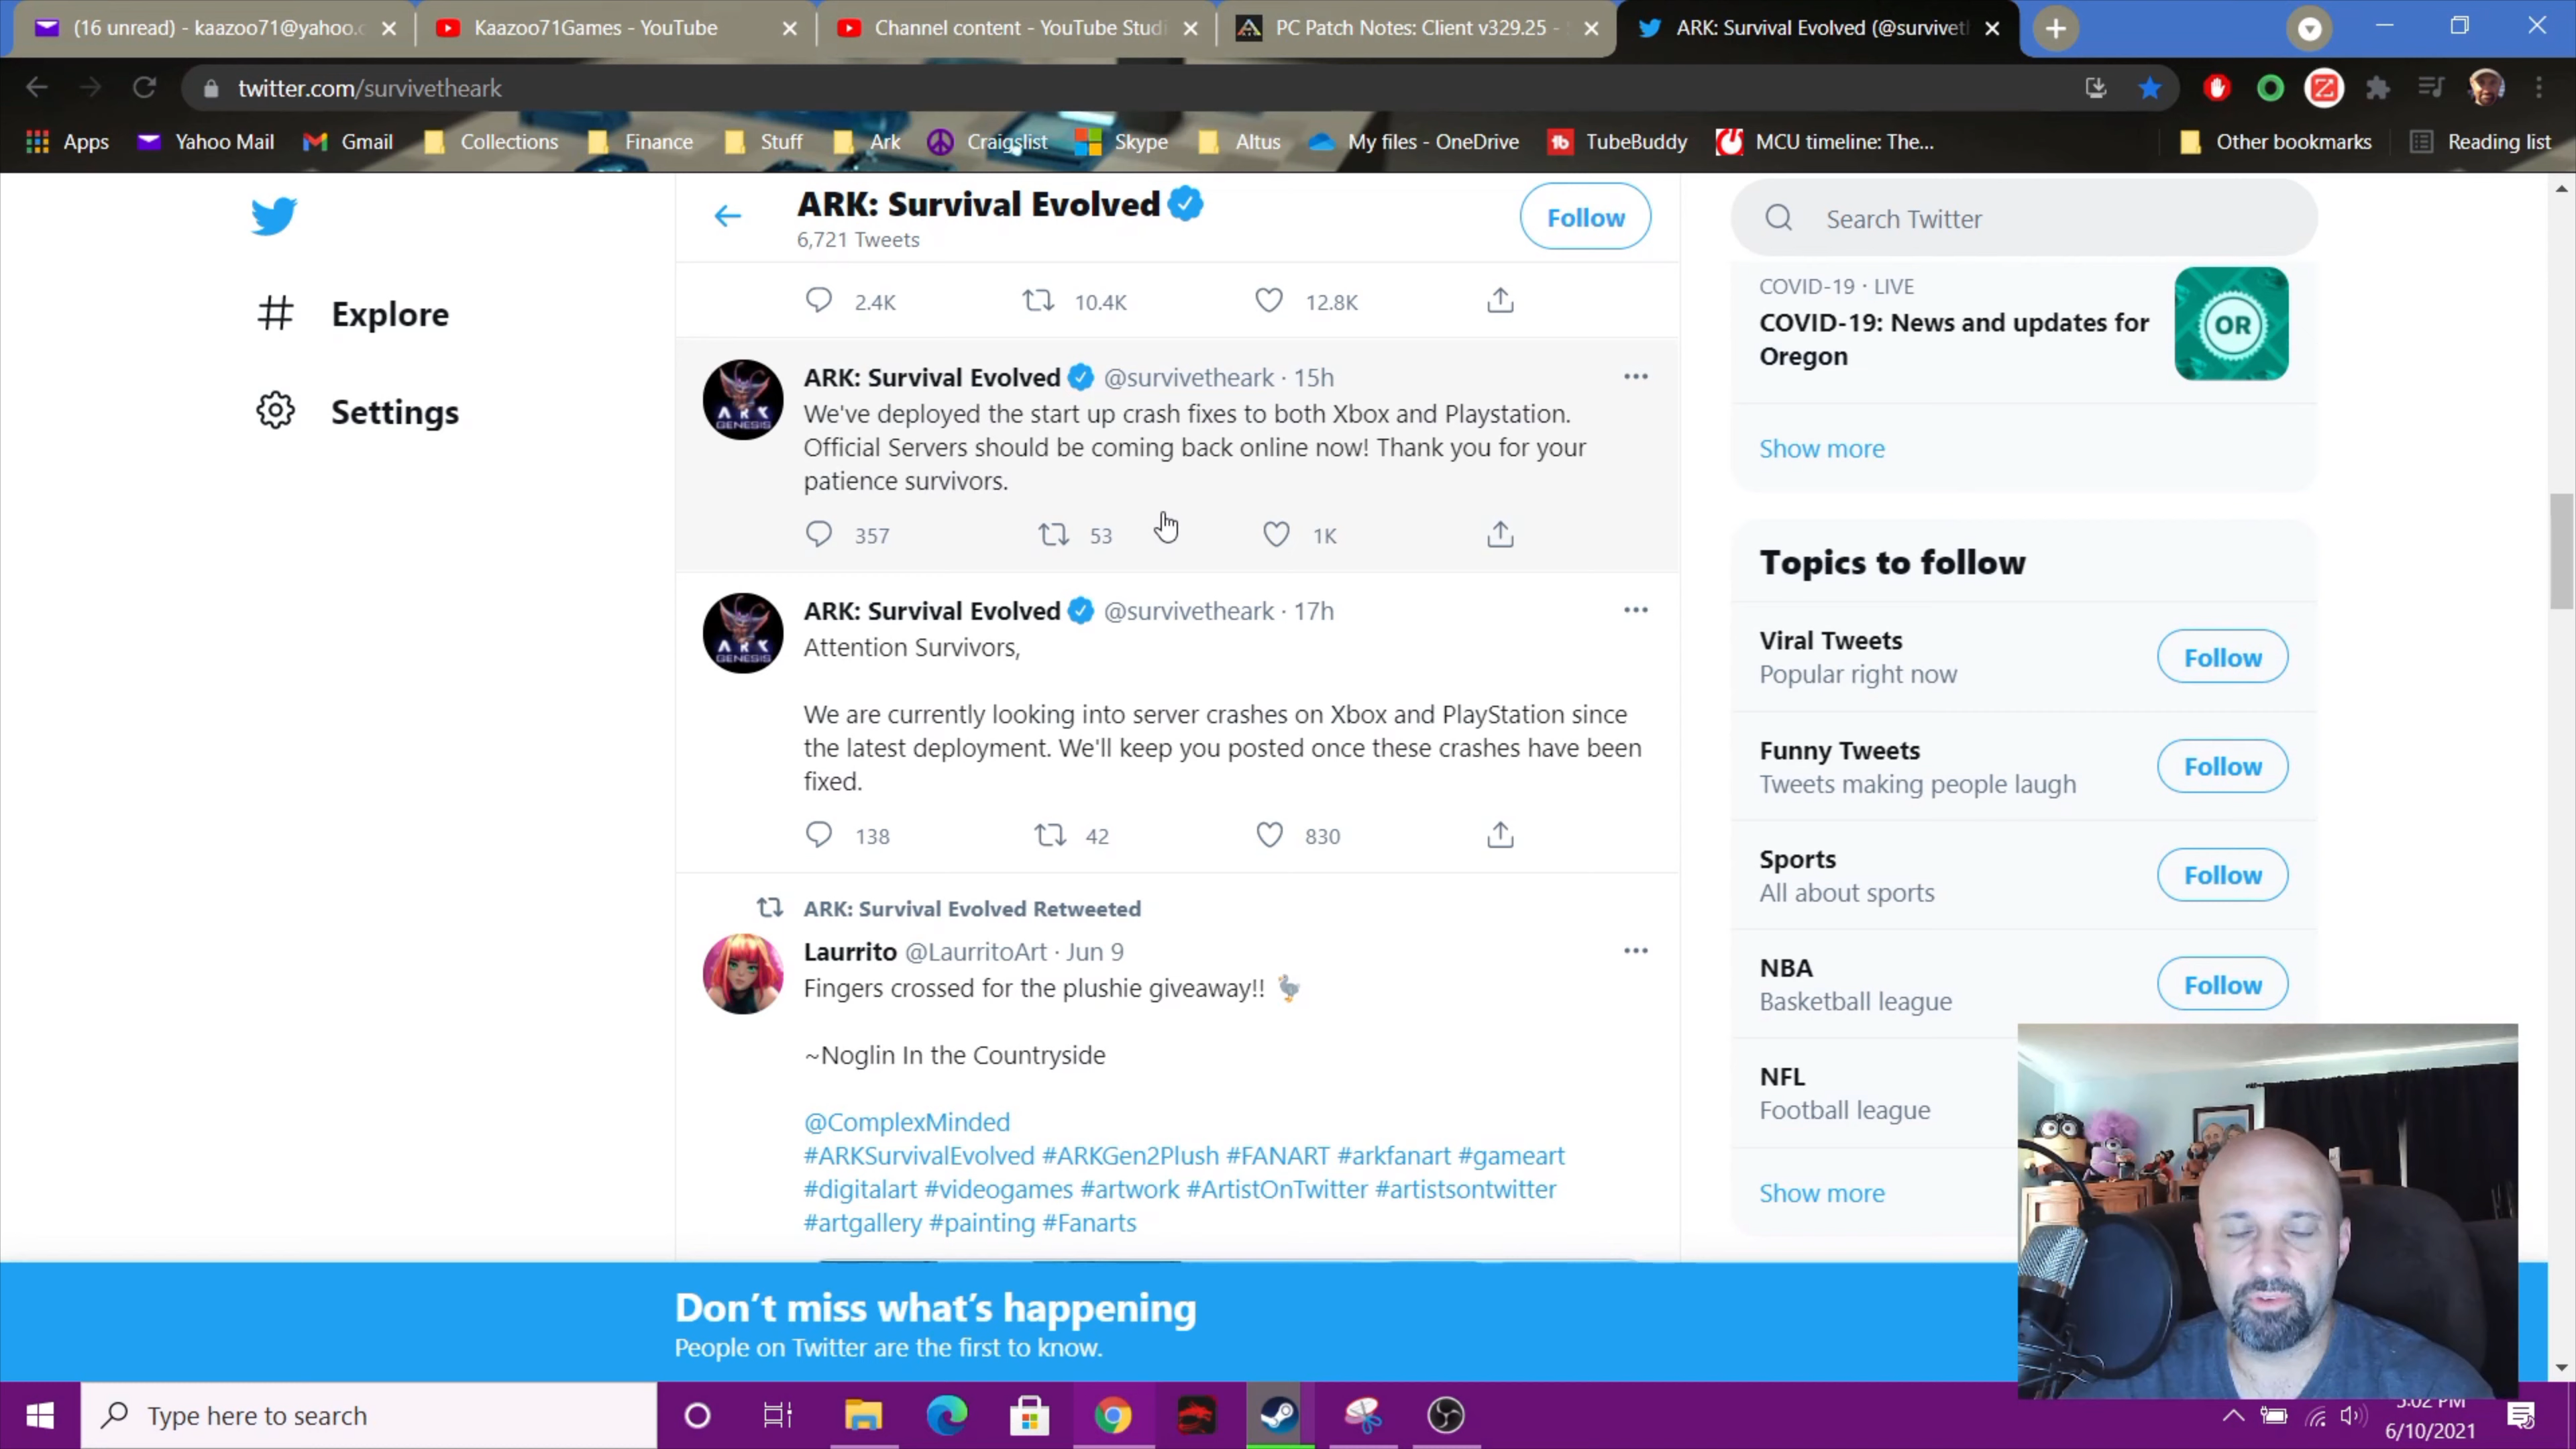 (16 unread) - kaazoo71@yahoo.c
Kaazoo71Games - YouTube
Channel content - YouTube Studi
PC Patch Notes: Client v329.25 -
ARK: Survival Evolved (@survivet
twitter.com/survivetheark
Apps
Yahoo Mail
Gmail
Collections
Finance
Stuff
Ark
Craigslist
Skype
Altus
My files - OneDrive
TubeBuddy
MCU timeline: The...
Other bookmarks
Reading list
Explore
Settings
ARK: Survival Evolved
6,721 Tweets
Follow
2.4K 10.4K 12.8K
ARK: Survival Evolved @survivetheark · 15h
We've deployed the start up crash fixes to both Xbox and Playstation.
Official Servers should be coming back online now! Thank you for your
patience survivors.
357 53 1K
ARK: Survival Evolved @survivetheark · 17h
Attention Survivors,
We are currently looking into server crashes on Xbox and PlayStation since
the latest deployment. We'll keep you posted once these crashes have been
fixed.
138 42 830
ARK: Survival Evolved Retweeted
Laurrito @LaurritoArt · Jun 9
Fingers crossed for the plushie giveaway!! 🦤
~Noglin In the Countryside
@ComplexMinded
#ARKSurvivalEvolved #ARKGen2Plush #FANART #arkfanart #gameart
#digitalart #videogames #artwork #ArtistOnTwitter #artistsontwitter
#artgallery #painting #Fanarts
Search Twitter
COVID-19 · LIVE
COVID-19: News and updates for
Oregon
OR
Show more
Topics to follow
Viral Tweets
Popular right now
Follow
Funny Tweets
Tweets making people laugh
Follow
Sports
All about sports
Follow
NBA
Basketball league
Follow
NFL
Football league
Show more
Don't miss what's happening
People on Twitter are the first to know.
Type here to search
5:02 PM
6/10/2021